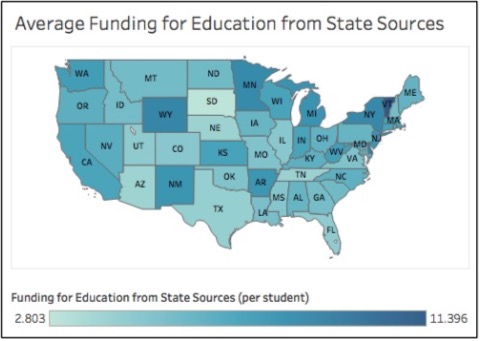 Average Funding for Education from State Sources
WA
MT
ND
MN
ME
VT
OR
ID
SD
WI
MI
NY
MA
WY
IA
NE
NV
UT
CO
KS
MO
IL
IN
OH
NJ
MD
WV
VA
KY
CA
AZ
NM
OK
AR
TN
NC
TX
LA
MS
AL
GA
FL
Funding for Education from State Sources (per student)
2.803
11.396